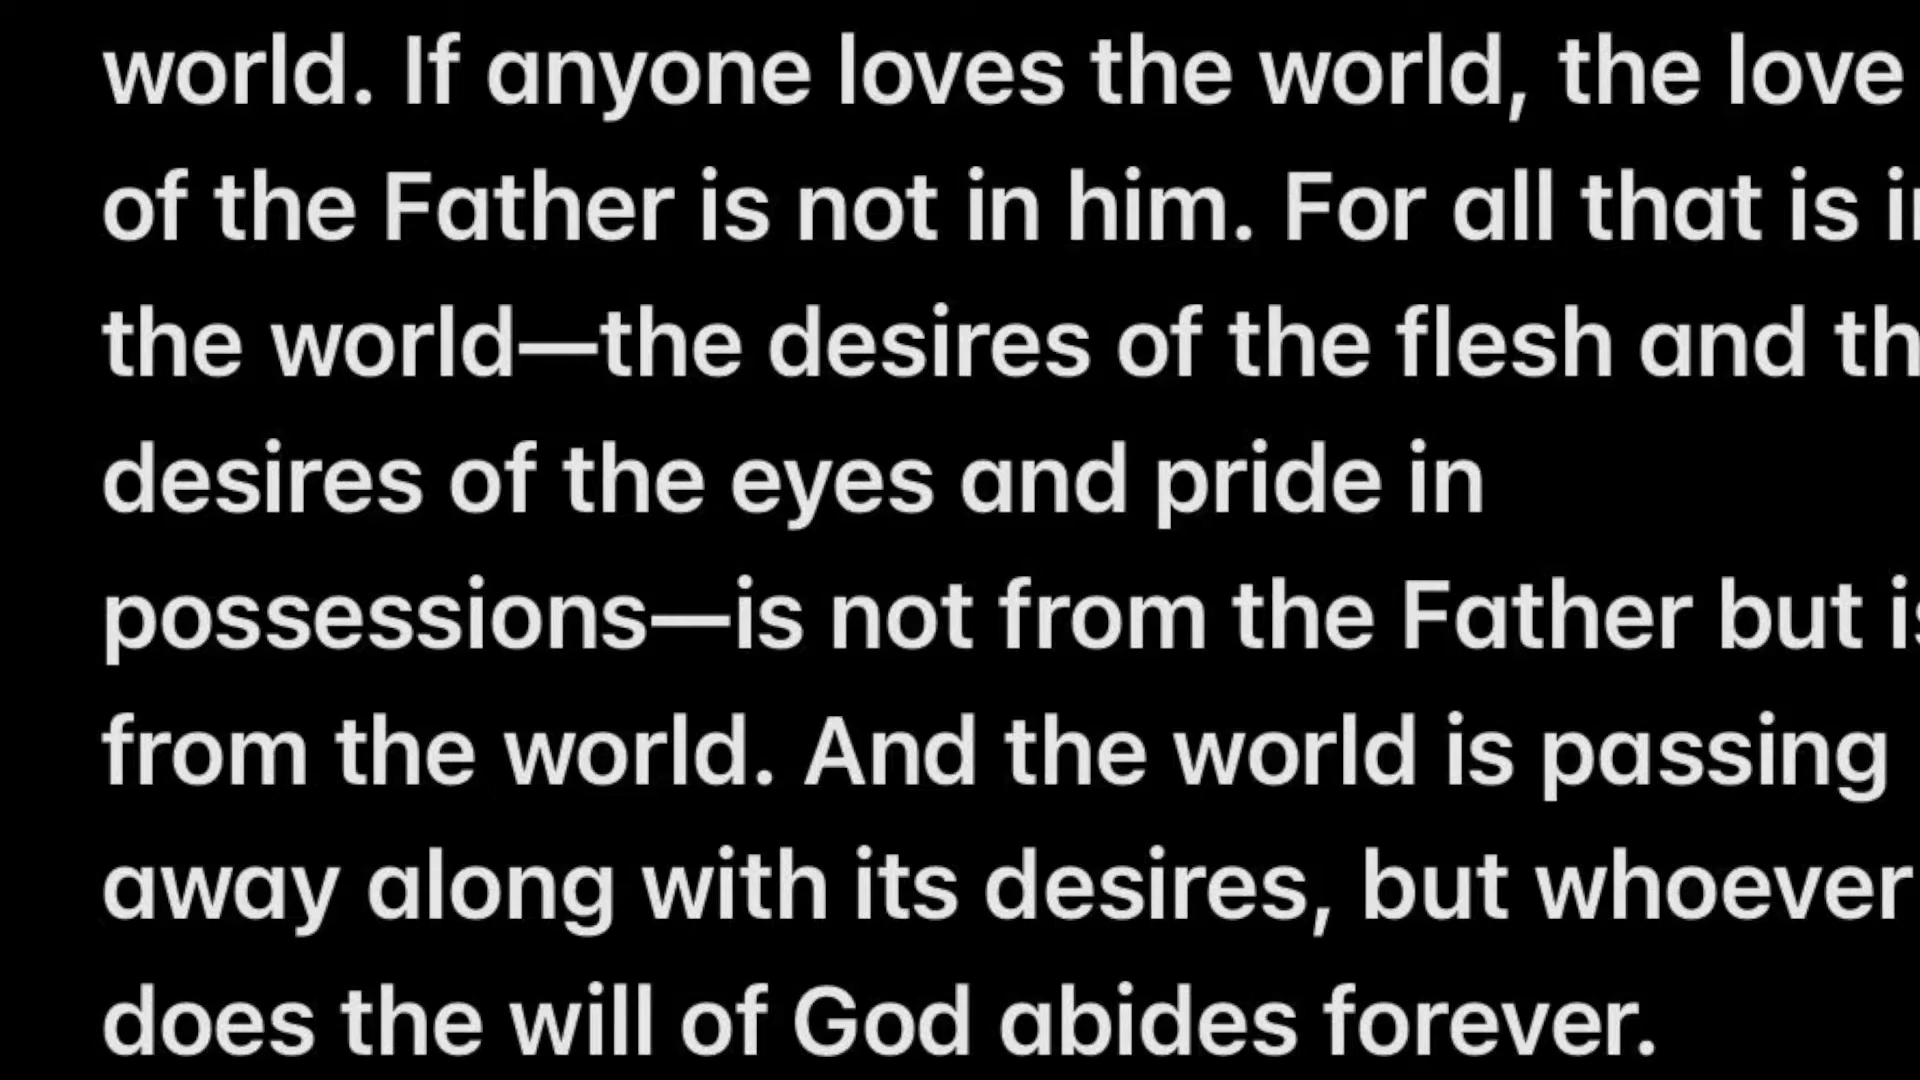 world. If anyone loves the world, the love
of the Father is not in him. For all that is in
the world—the desires of the flesh and th
desires of the eyes and pride in
possessions—is not from the Father but is
from the world. And the world is passing
away along with its desires, but whoever
does the will of God abides forever.